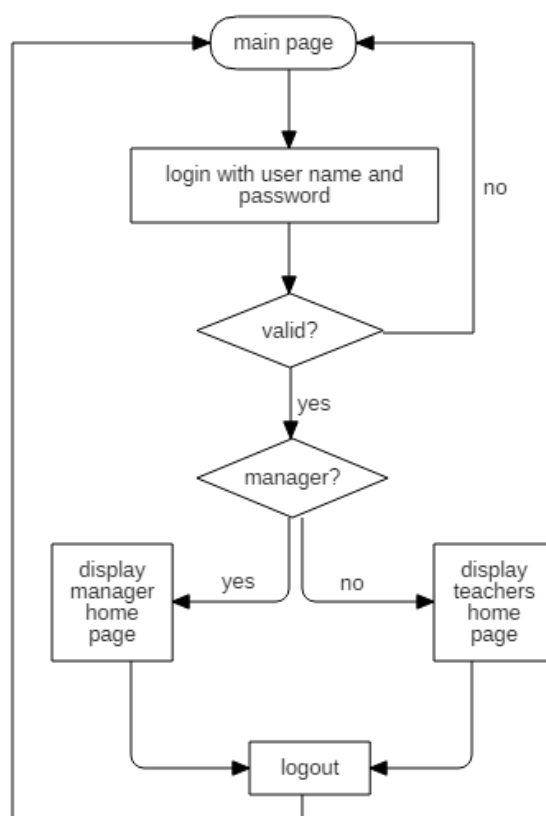 main page
login with user name and
password
no
valid?
yes
manager?
yes
no
display
manager
home
page
display
teachers
home
page
logout